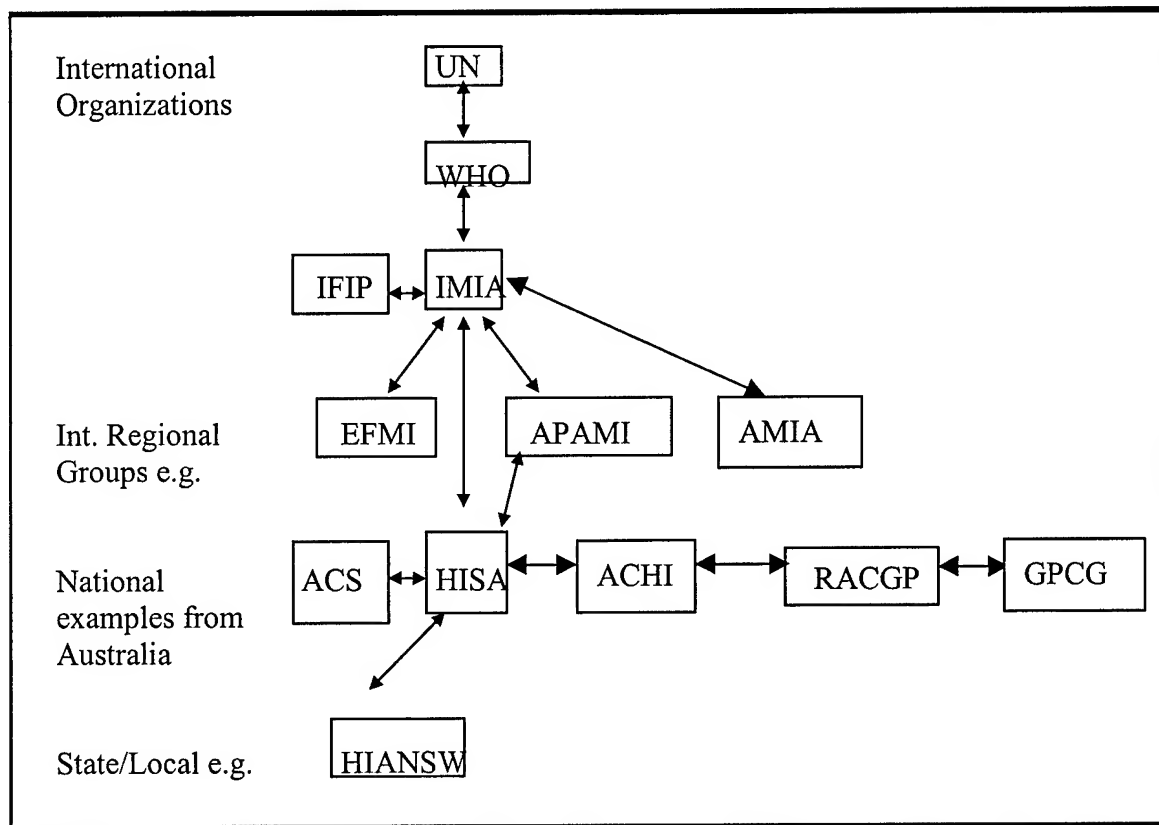 International
Organizations
UN
WHO
IFIP
IMIA
Int. Regional
Groups e.g.
EFMI
APAMI
AMIA
National
examples from
Australia
ACS
HISA
ACHI
RACGP
GPCG
State/Local e.g.
HIANSW